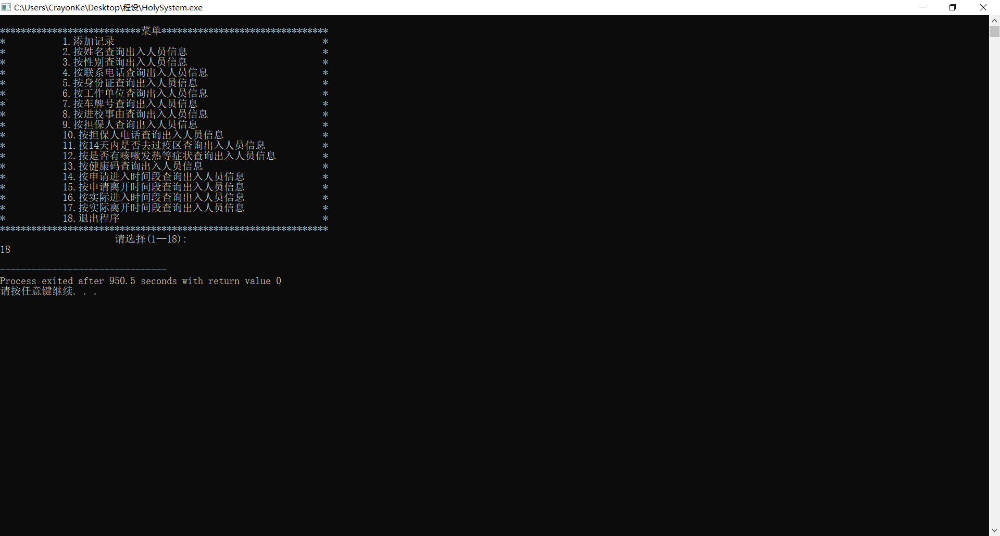 C:\Users\CrayonKe\Desktop\程设\HolySystem.exe
***************************菜单********************************
* 1.添加记录 *
* 2.按姓名查询出入人员信息 *
* 3.按性别查询出入人员信息 *
* 4.按联系电话查询出入人员信息 *
* 5.按身份证查询出入人员信息 *
* 6.按工作单位查询出入人员信息 *
* 7.按车牌号查询出入人员信息 *
* 8.按进校事由查询出入人员信息 *
* 9.按担保人查询出入人员信息 *
* 10.按担保人电话查询出入人员信息 *
* 11.按14天内是否去过疫区查询出入人员信息 *
* 12.按是否有咳嗽发热等症状查询出入人员信息 *
* 13.按健康码查询出入人员信息 *
* 14.按申请进入时间段查询出入人员信息 *
* 15.按申请离开时间段查询出入人员信息 *
* 16.按实际进入时间段查询出入人员信息 *
* 17.按实际离开时间段查询出入人员信息 *
* 18.退出程序 *
***************************************************************
请选择(1—18):
18
--------------------------------
Process exited after 950.5 seconds with return value 0
请按任意键继续. . .